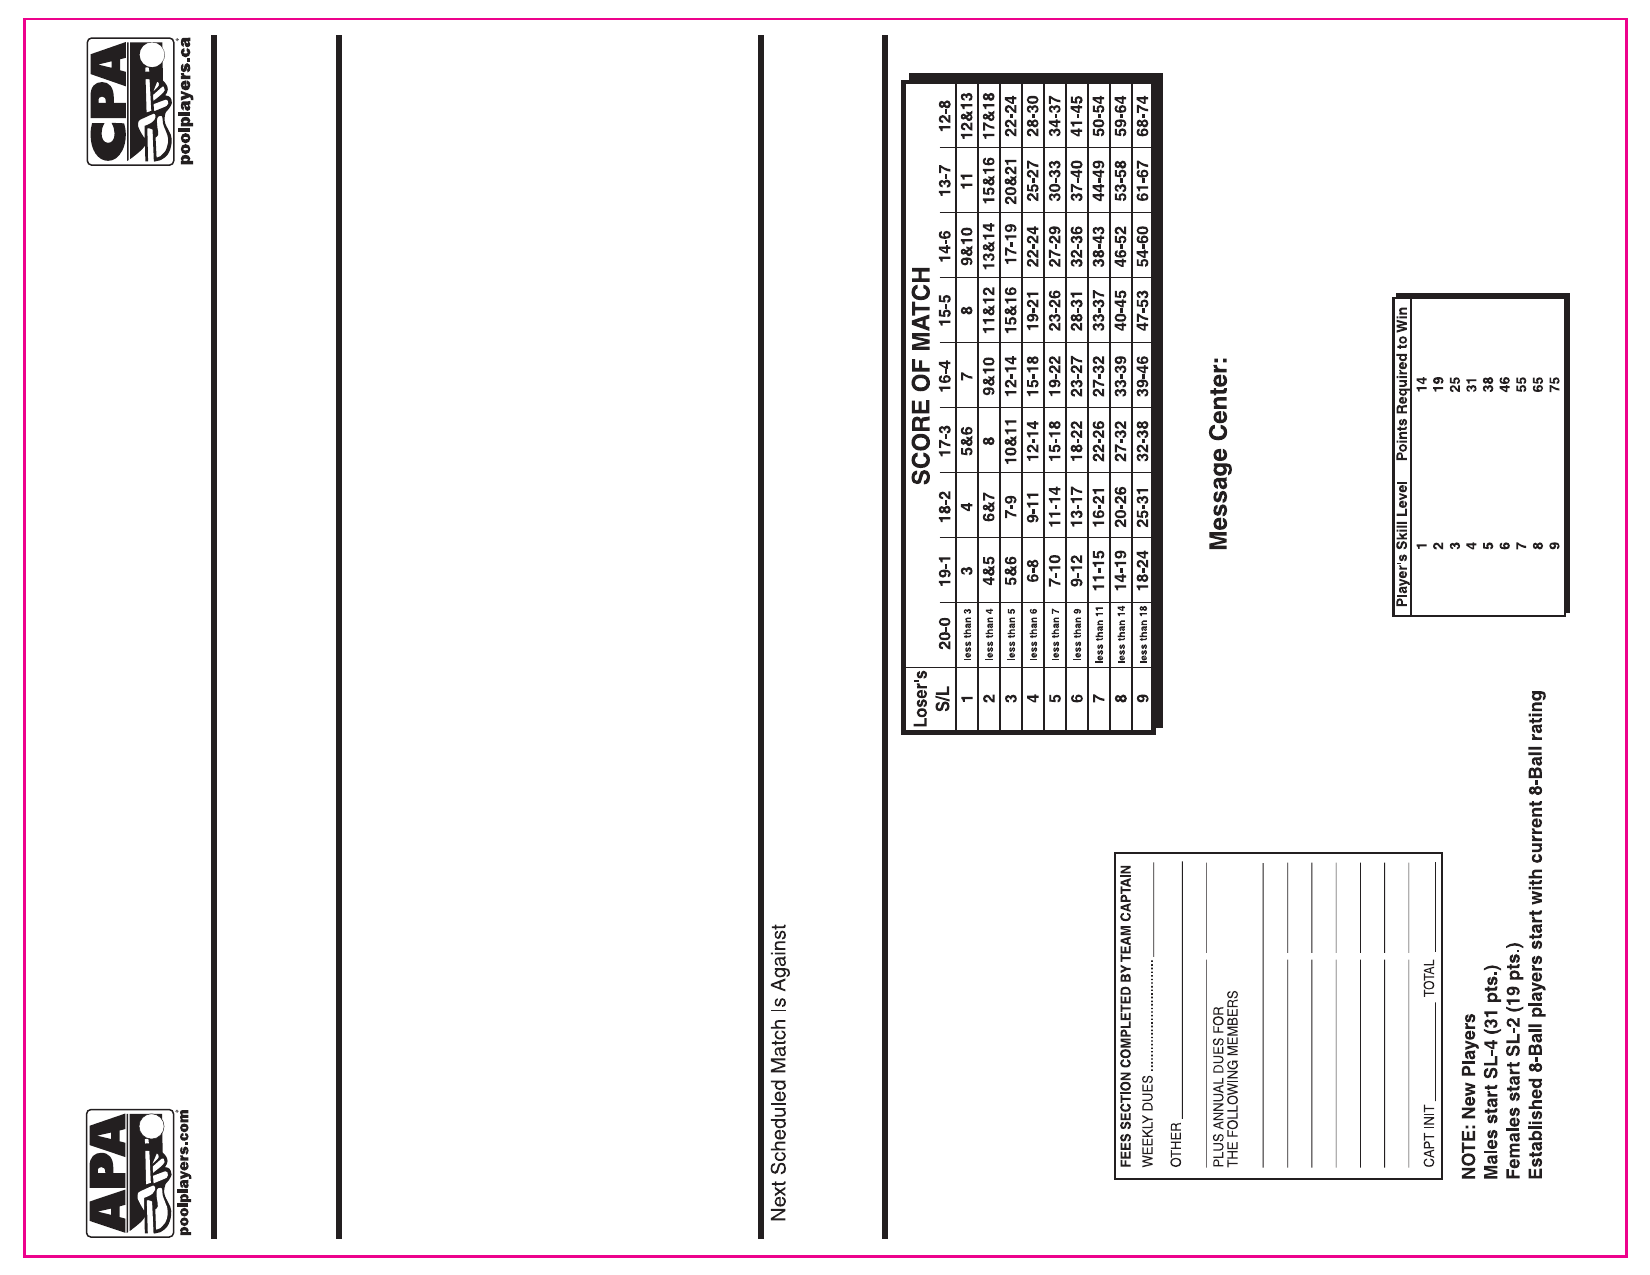 APA
poolplayers.com
CPA
poolplayers.ca
Next Scheduled Match Is Against
SCORE OF MATCH
Loser's
S/L 20-0 19-1 18-2 17-3 16-4 15-5 14-6 13-7 12-8
1 less than 3 3 4 5&6 7 8 9&10 11 12&13
2 less than 4 4&5 6&7 8 9&10 11&12 13&14 15&16 17&18
3 less than 5 5&6 7-9 10&11 12-14 15&16 17-19 20&21 22-24
4 less than 6 6-8 9-11 12-14 15-18 19-21 22-24 25-27 28-30
5 less than 7 7-10 11-14 15-18 19-22 23-26 27-29 30-33 34-37
6 less than 9 9-12 13-17 18-22 23-27 28-31 32-36 37-40 41-45
7 less than 11 11-15 16-21 22-26 27-32 33-37 38-43 44-49 50-54
8 less than 14 14-19 20-26 27-32 33-39 40-45 46-52 53-58 59-64
9 less than 18 18-24 25-31 32-38 39-46 47-53 54-60 61-67 68-74
FEES SECTION COMPLETED BY TEAM CAPTAIN
WEEKLY DUES
OTHER
PLUS ANNUAL DUES FOR
THE FOLLOWING MEMBERS
CAPT INIT TOTAL
Message Center:
Player's Skill Level Points Required to Win
1 14
2 19
3 25
4 31
5 38
6 46
7 55
8 65
9 75
NOTE: New Players
Males start SL-4 (31 pts.)
Females start SL-2 (19 pts.)
Established 8-Ball players start with current 8-Ball rating